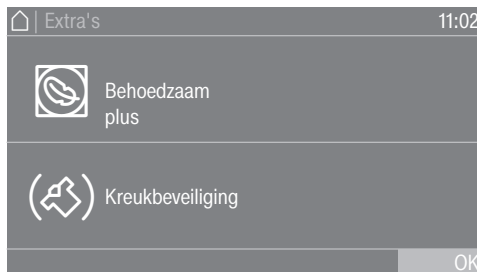 Extra's
11:02
Behoedzaam
plus
Kreukbeveiliging
OK